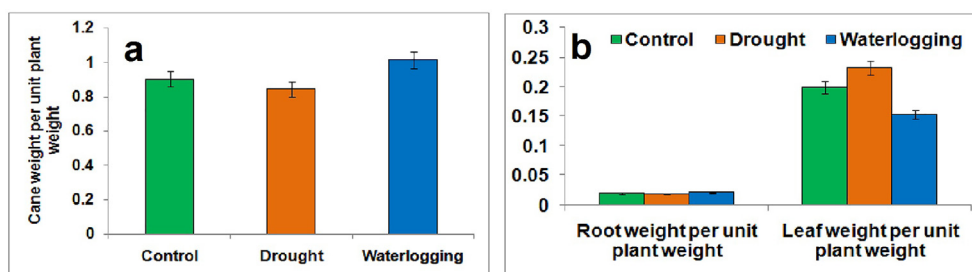 a
Cane weight per unit plant
weight
1.2
1
0.8
0.6
0.4
0.2
0
Control Drought Waterlogging
b
Control Drought Waterlogging
0.3
0.25
0.2
0.15
0.1
0.05
0
Root weight per unit
plant weight
Leaf weight per unit
plant weight